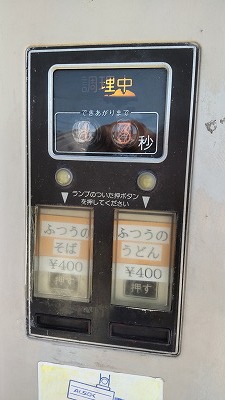 調理中
できあがりまで
秒
ランプのついた押ボタン
を押してください
ふつうの
そば
¥400
押す
ふつうの
うどん
¥400
押す
ALSOK